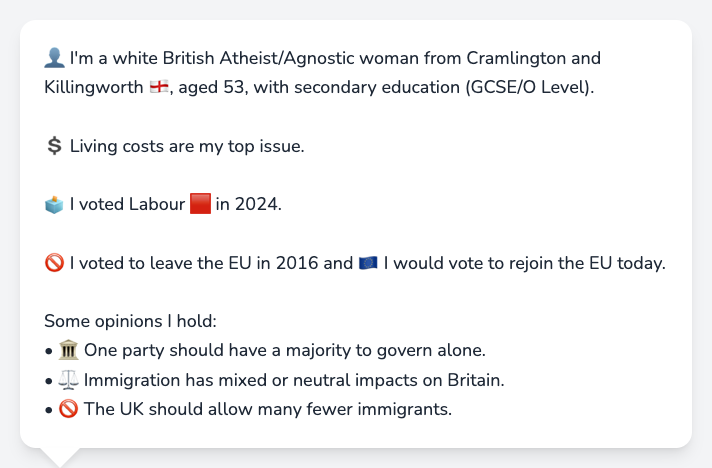 👤 I'm a white British Atheist/Agnostic woman from Cramlington and
Killingworth 🏴󠁧󠁢󠁥󠁮󠁧󠁿, aged 53, with secondary education (GCSE/O Level).
💲 Living costs are my top issue.
🗳️ I voted Labour 🟥 in 2024.
🚫 I voted to leave the EU in 2016 and 🇪🇺 I would vote to rejoin the EU today.
Some opinions I hold:
• 🏛️ One party should have a majority to govern alone.
• ⚖️ Immigration has mixed or neutral impacts on Britain.
• 🚫 The UK should allow many fewer immigrants.